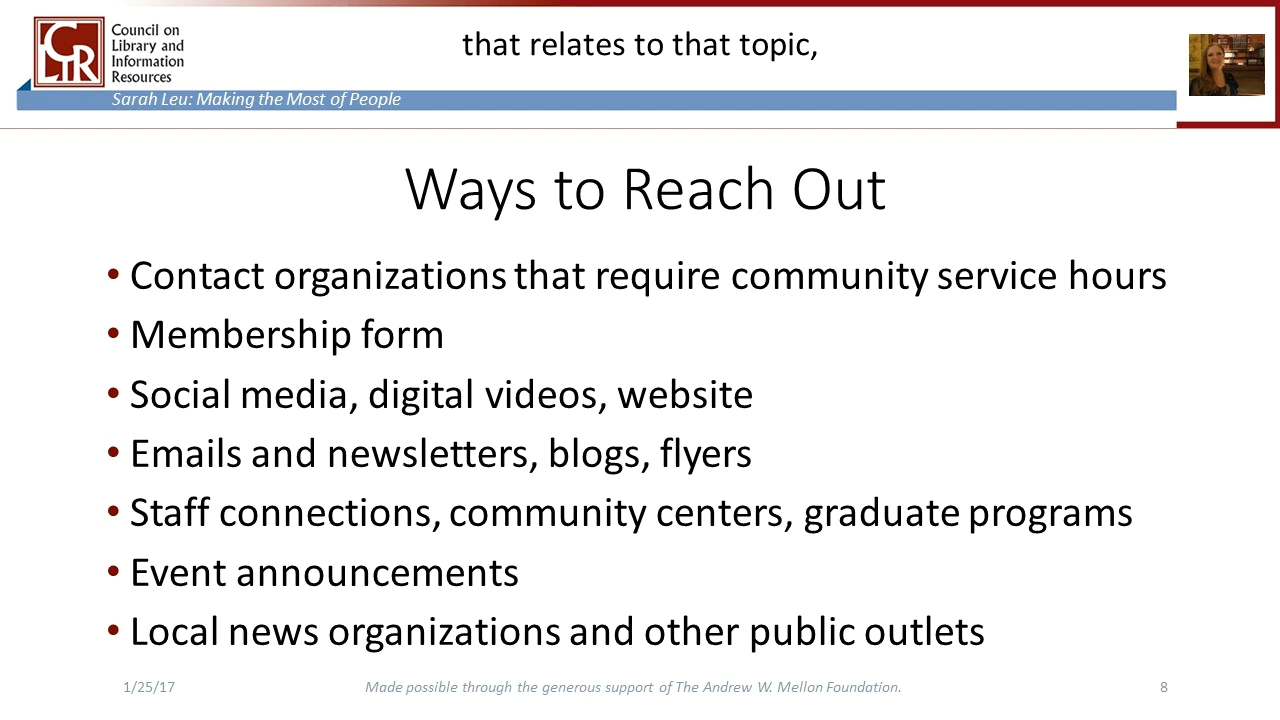 CLIR
Council on
Library and
Information
Resources
that relates to that topic,
Sarah Leu: Making the Most of People
Ways to Reach Out
• Contact organizations that require community service hours
• Membership form
• Social media, digital videos, website
• Emails and newsletters, blogs, flyers
• Staff connections, community centers, graduate programs
• Event announcements
• Local news organizations and other public outlets
1/25/17
Made possible through the generous support of The Andrew W. Mellon Foundation.
8